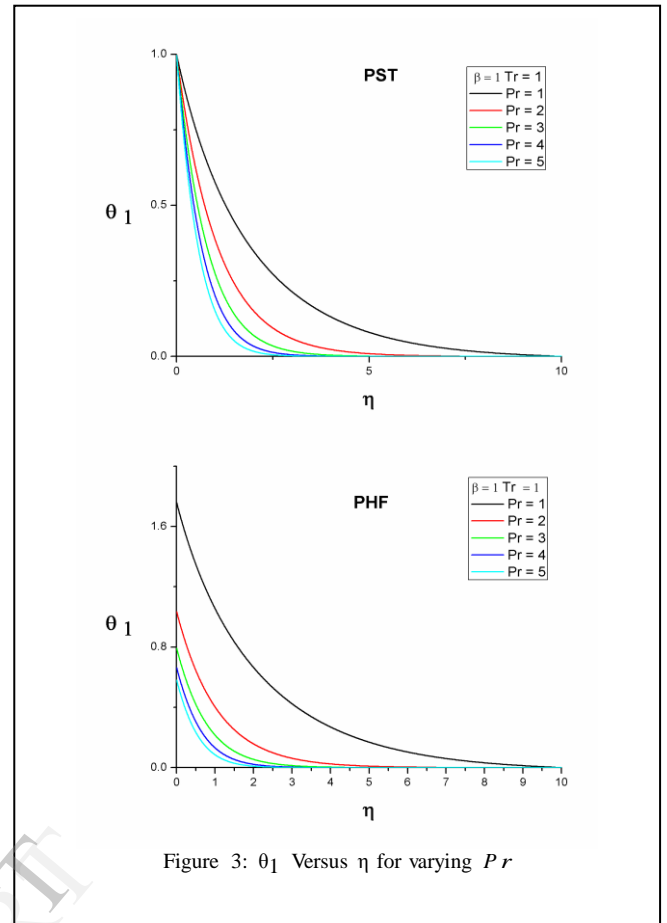 1.0
PST
β = 1 Tr = 1
Pr = 1
Pr = 2
Pr = 3
Pr = 4
Pr = 5
0.5
θ 1
0.0
0 5 10
η
PHF
β = 1 Tr = 1
Pr = 1
Pr = 2
Pr = 3
Pr = 4
Pr = 5
1.6
θ 1
0.8
0.0
0 1 2 3 4 5 6 7 8 9 10
η
Figure 3: θ1 Versus η for varying P r